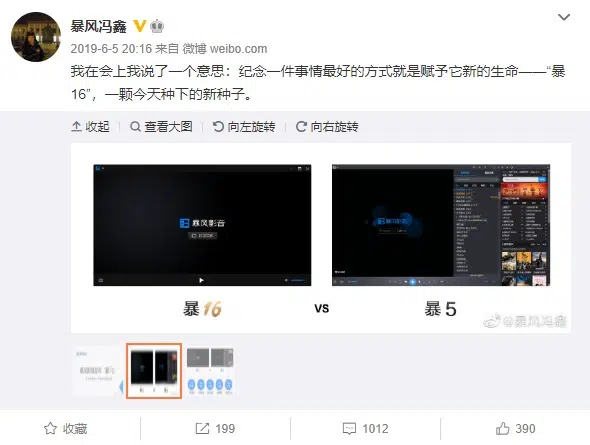 暴风冯鑫
2019-6-5 20:16 来自 微博 weibo.com
我在会上我说了一个意思：纪念一件事情最好的方式就是赋予它新的生命——“暴
16”，一颗今天种下的新种子。
收起 查看大图 向左旋转 向右旋转
暴风影音
暴16 vs 暴5
@暴风冯鑫
收藏 199 1012 390